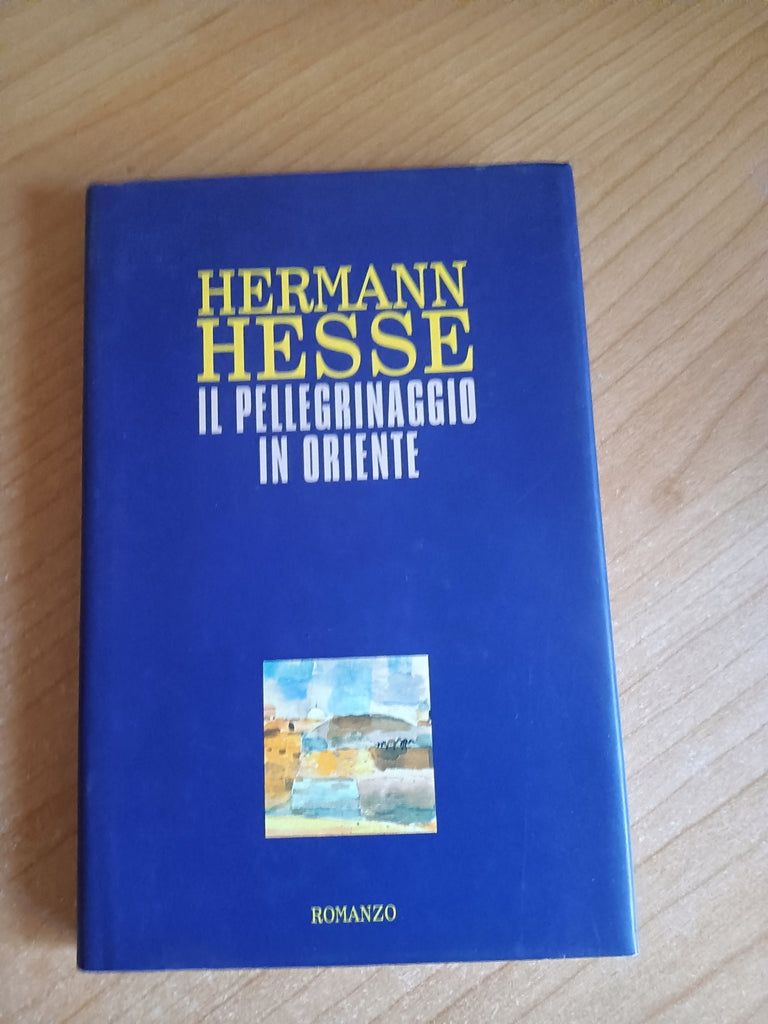 HERMANN
HESSE
IL PELLEGRINAGGIO
IN ORIENTE
ROMANZO